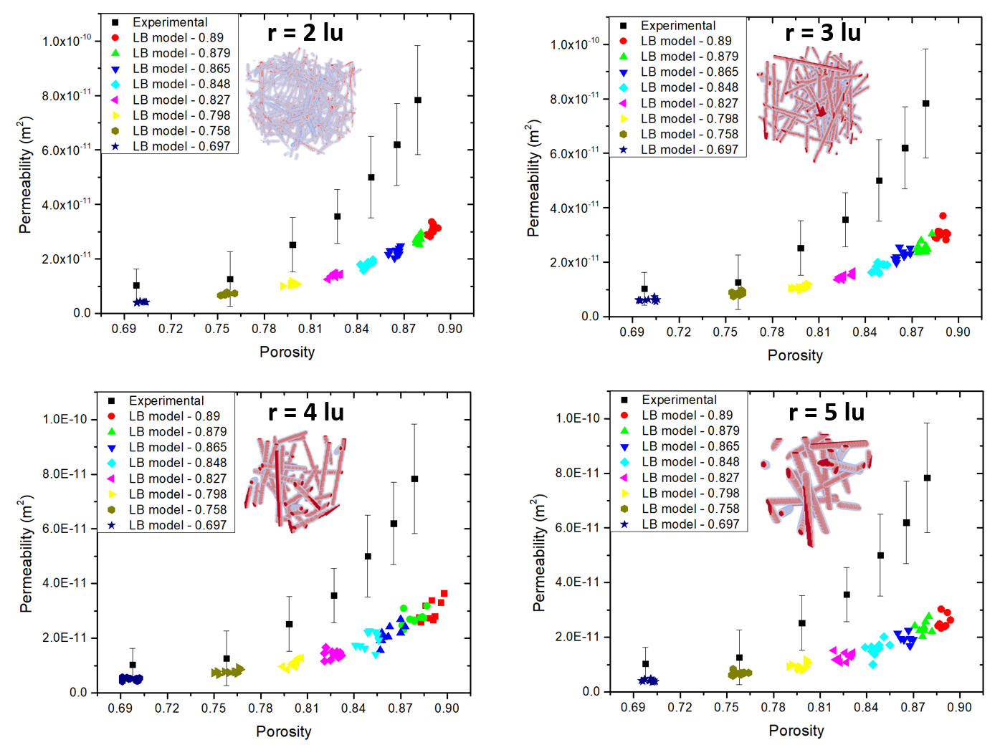 r = 2 lu
Experimental
LB model - 0.89
LB model - 0.879
LB model - 0.865
LB model - 0.848
LB model - 0.827
LB model - 0.798
LB model - 0.758
LB model - 0.697
1.0x10⁻¹⁰
8.0x10⁻¹¹
6.0x10⁻¹¹
4.0x10⁻¹¹
2.0x10⁻¹¹
0.0
Permeability (m²)
0.69 0.72 0.75 0.78 0.81 0.84 0.87 0.90
Porosity
r = 3 lu
Experimental
LB model - 0.89
LB model - 0.879
LB model - 0.865
LB model - 0.848
LB model - 0.827
LB model - 0.798
LB model - 0.758
LB model - 0.697
1.0x10⁻¹⁰
8.0x10⁻¹¹
6.0x10⁻¹¹
4.0x10⁻¹¹
2.0x10⁻¹¹
0.0
Permeability (m²)
0.69 0.72 0.75 0.78 0.81 0.84 0.87 0.90
Porosity
r = 4 lu
Experimental
LB model - 0.89
LB model - 0.879
LB model - 0.865
LB model - 0.848
LB model - 0.827
LB model - 0.798
LB model - 0.758
LB model - 0.697
1.0E-10
8.0E-11
6.0E-11
4.0E-11
2.0E-11
0.0
Permeability (m²)
0.69 0.72 0.75 0.78 0.81 0.84 0.87 0.90
Porosity
r = 5 lu
Experimental
LB model - 0.89
LB model - 0.879
LB model - 0.865
LB model - 0.848
LB model - 0.827
LB model - 0.798
LB model - 0.758
LB model - 0.697
1.0E-10
8.0E-11
6.0E-11
4.0E-11
2.0E-11
0.0
Permeability (m²)
0.69 0.72 0.75 0.78 0.81 0.84 0.87 0.90
Porosity